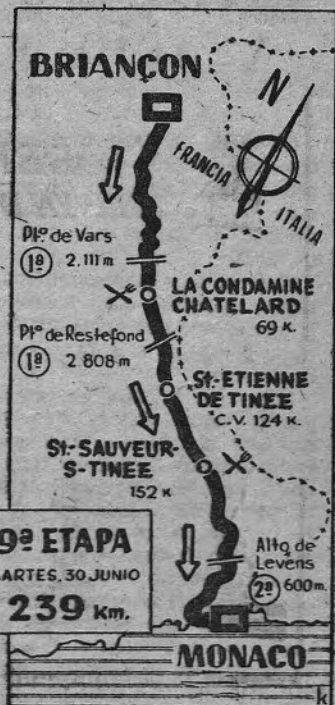 BRIANÇON
N
FRANCIA
ITALIA
Pto de Vars
1ª 2.111 m
LA CONDAMINE
CHATELARD
69 K.
Pto de Restefond
1ª 2.808 m
St.-ETIENNE
DE TINEE
C.V. 124 K.
St.-SAUVEUR-
S-TINEE
152 K
9ª ETAPA
ARTES, 30 JUNIO
239 Km.
Alto de
Levens
2ª 600 m.
MONACO
k